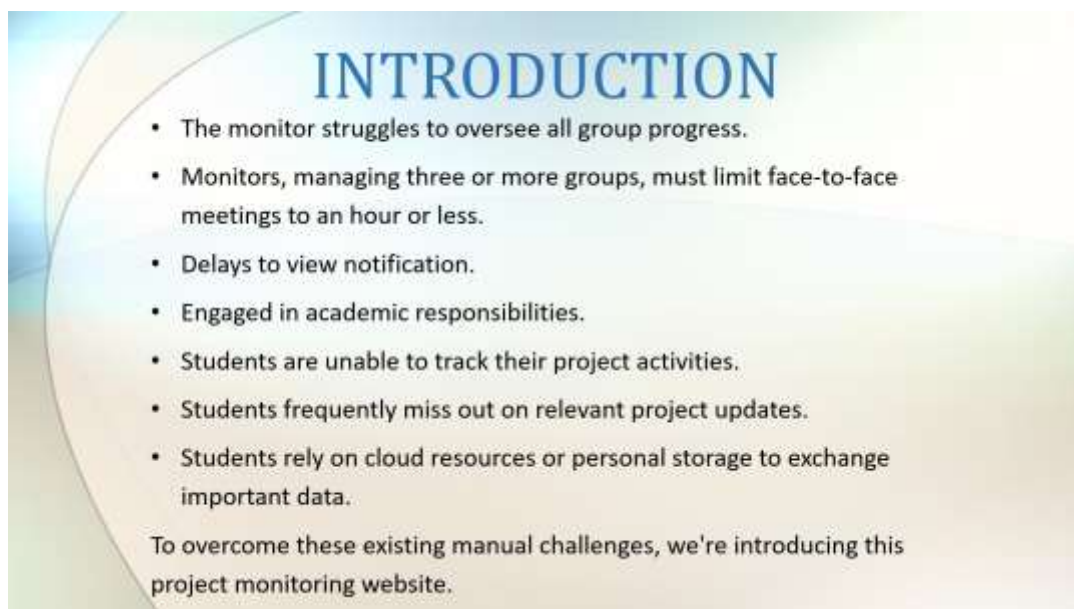 INTRODUCTION
• The monitor struggles to oversee all group progress.
• Monitors, managing three or more groups, must limit face-to-face
meetings to an hour or less.
• Delays to view notification.
• Engaged in academic responsibilities.
• Students are unable to track their project activities.
• Students frequently miss out on relevant project updates.
• Students rely on cloud resources or personal storage to exchange
important data.
To overcome these existing manual challenges, we're introducing this
project monitoring website.